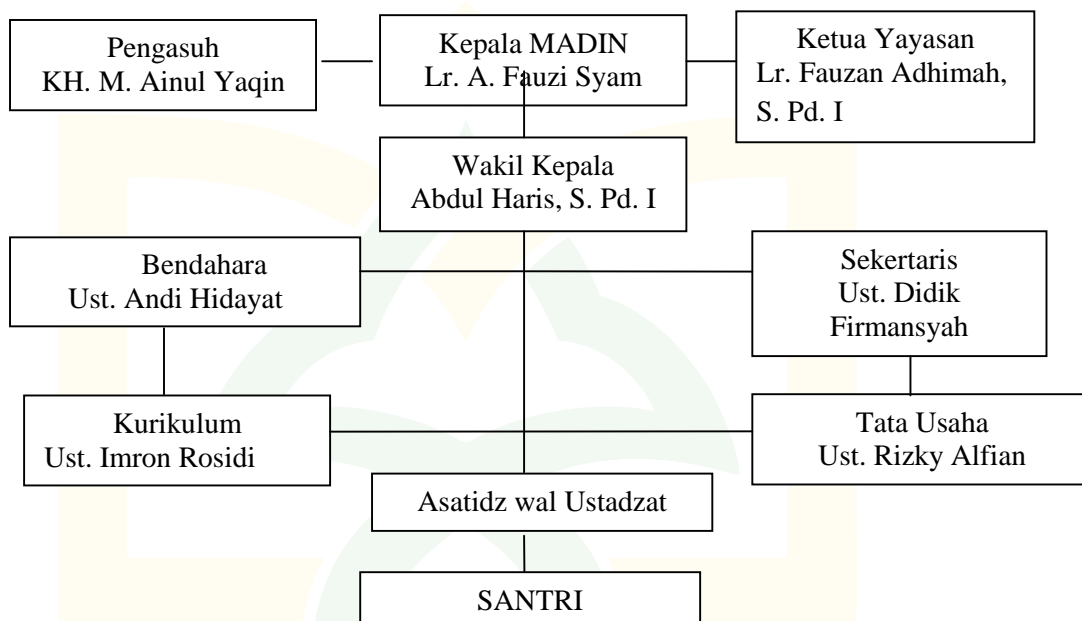 Pengasuh
KH. M. Ainul Yaqin
Kepala MADIN
Lr. A. Fauzi Syam
Ketua Yayasan
Lr. Fauzan Adhimah,
S. Pd. I
Wakil Kepala
Abdul Haris, S. Pd. I
Bendahara
Ust. Andi Hidayat
Sekertaris
Ust. Didik
Firmansyah
Kurikulum
Ust. Imron Rosidi
Tata Usaha
Ust. Rizky Alfian
Asatidz wal Ustadzat
SANTRI